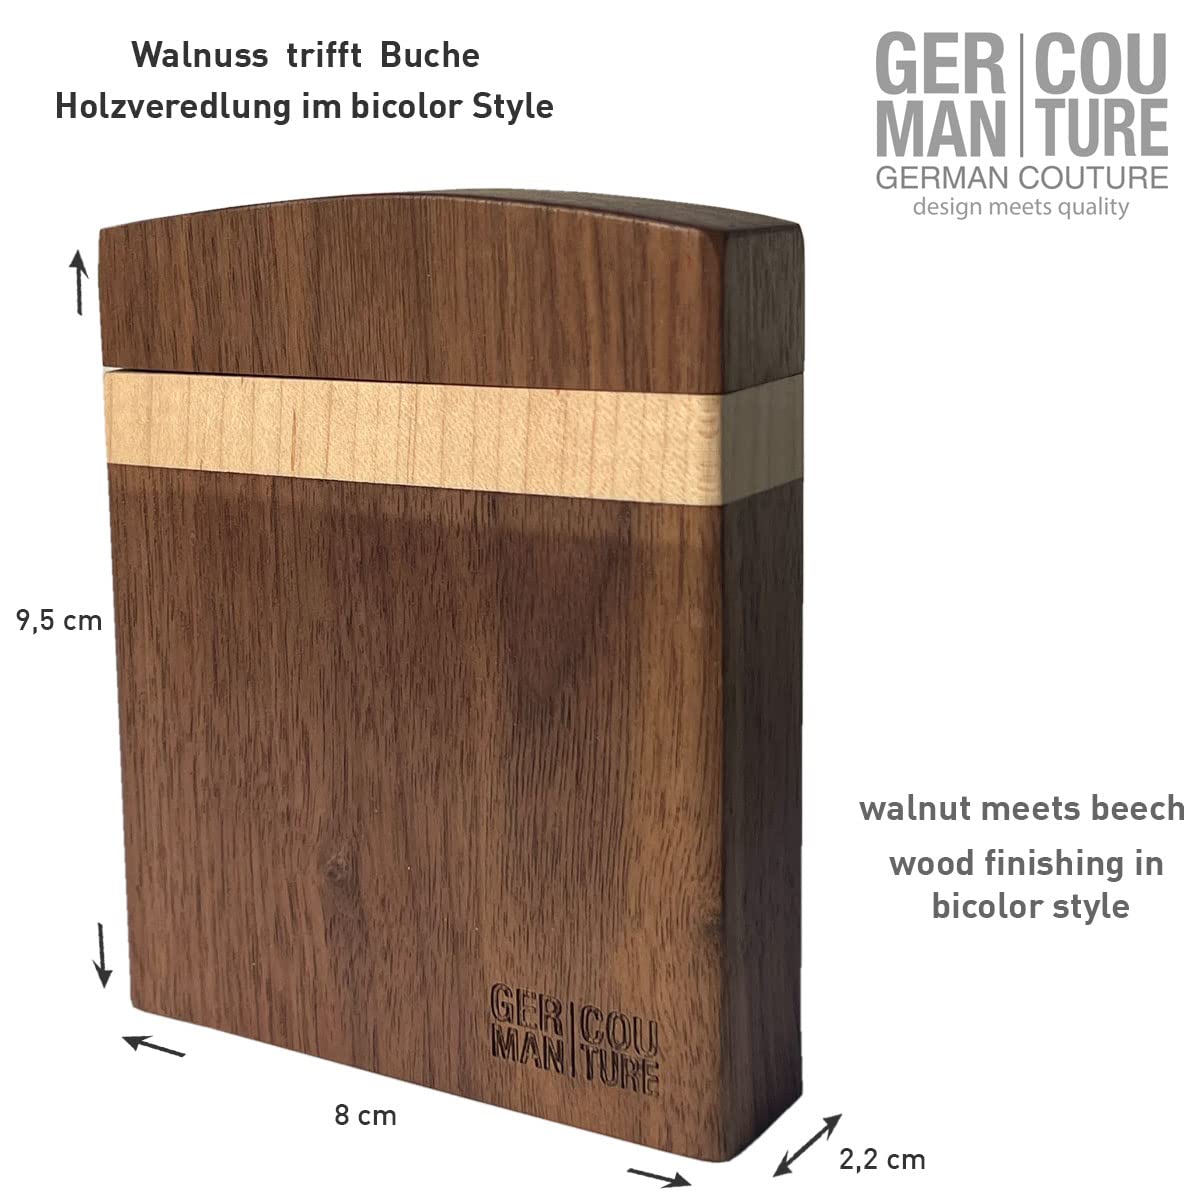 Walnuss trifft Buche
Holzveredlung im bicolor Style
GER COU
MAN TURE
GERMAN COUTURE
design meets quality
9,5 cm
walnut meets beech
wood finishing in
bicolor style
GER COU
MAN TURE
8 cm
2,2 cm